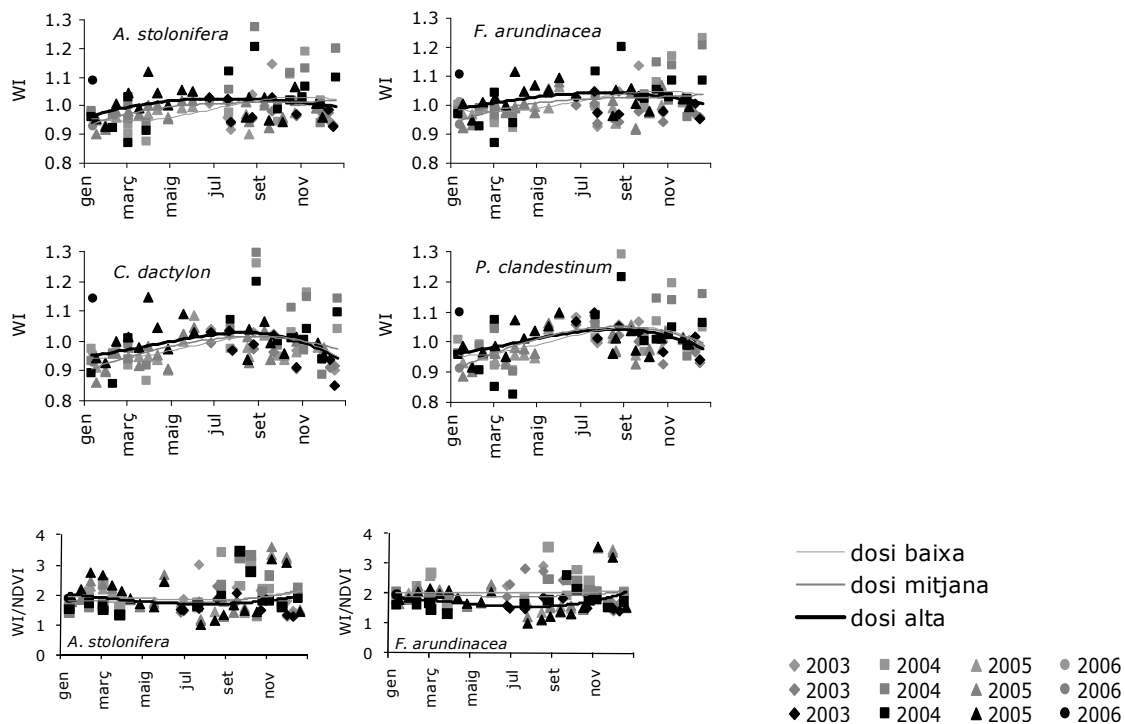 A. stolonifera
WI
1.3
1.2
1.1
1.0
0.9
0.8
gen
març
maig
jul
set
nov
F. arundinacea
WI
1.3
1.2
1.1
1.0
0.9
0.8
gen
març
maig
jul
set
nov
C. dactylon
WI
1.3
1.2
1.1
1.0
0.9
0.8
gen
març
maig
jul
set
nov
P. clandestinum
WI
1.3
1.2
1.1
1.0
0.9
0.8
gen
març
maig
jul
set
nov
WI/NDVI
4
3
2
1
0
A. stolonifera
gen
març
maig
jul
set
nov
WI/NDVI
4
3
2
1
0
F. arundinacea
gen
març
maig
jul
set
nov
dosi baixa
dosi mitjana
dosi alta
2003 2004 2005 2006
2003 2004 2005 2006
2003 2004 2005 2006